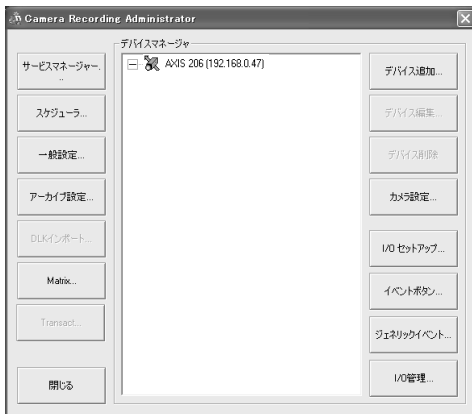 Camera Recording Administrator
デバイスマネージャ
サービスマネージャー...
スケジューラ...
一般設定...
アーカイブ設定...
DLKインポート...
Matrix...
Transact...
閉じる
AXIS 206 (192.168.0.47)
デバイス追加...
デバイス編集...
デバイス削除
カメラ設定...
I/O セットアップ...
イベントボタン...
ジェネリックイベント...
I/O管理...